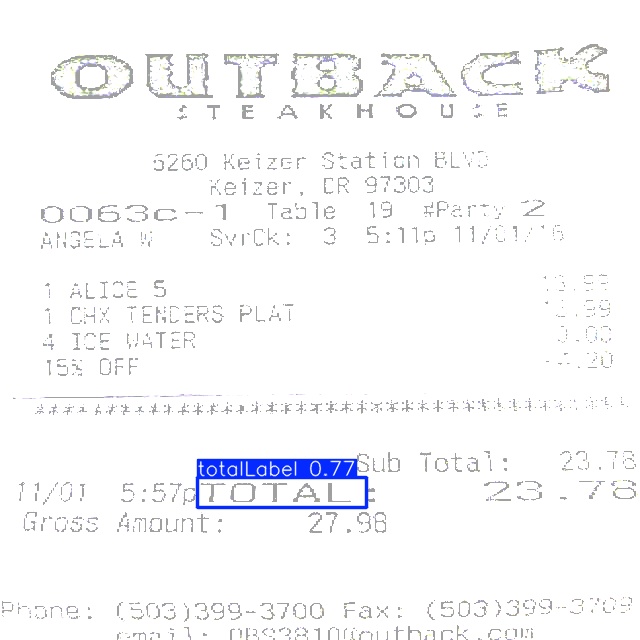 OUTBACK
STEAKHOUSE
5260 Keizer Station BLVD
Keizer, OR 97303
0063c-1 Table 19 #Party 2
ANGELA W SvrCk: 3 5:11p 11/01/16
1 ALICE 5 13.99
1 CHX TENDERS PLAT 13.99
4 ICE WATER 0.00
15% OFF -4.20
*******************************************
totalLabel 0.77 Sub Total: 23.78
11/01 5:57p TOTAL: 23.78
Gross Amount: 27.98
Phone: (503)399-3700 Fax: (503)399-3709
email: OBS3810@outback.com